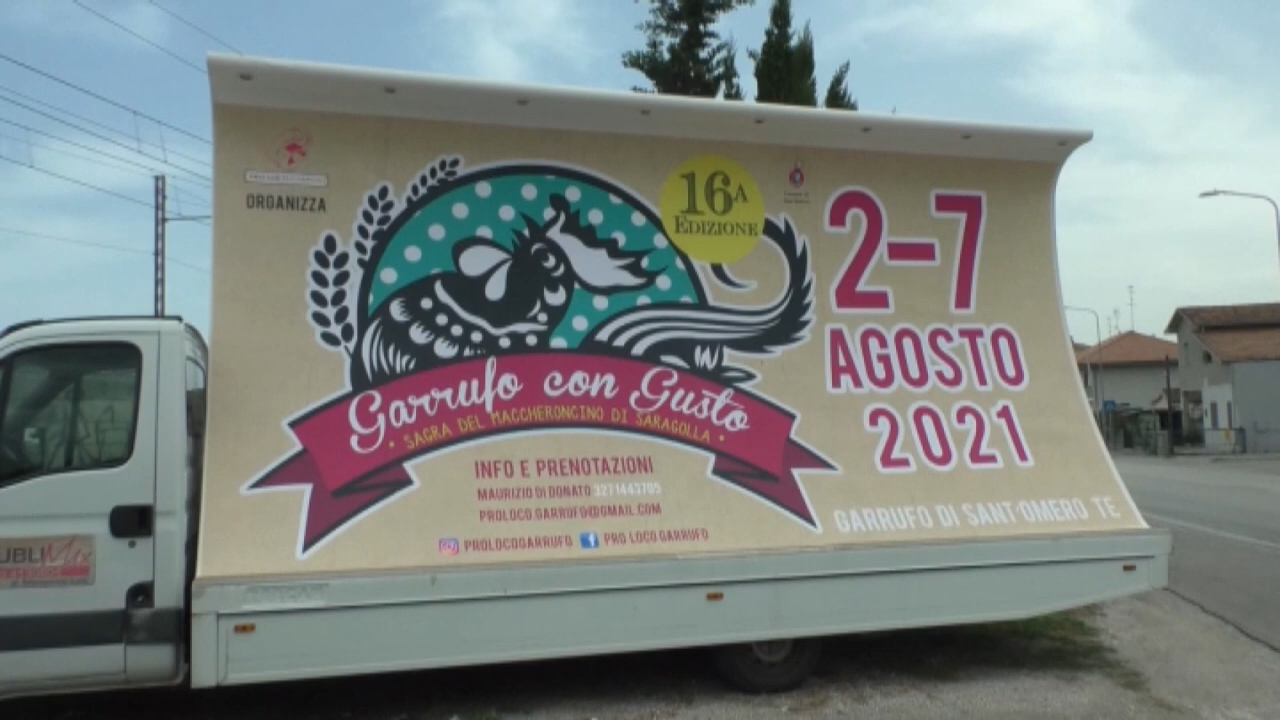 ORGANIZZA
16A
EDIZIONE
2-7
AGOSTO
2021
Garrufo con Gusto
• SAGRA DEL MACCHERONCINO DI SARAGOLLA •
INFO E PRENOTAZIONI
MAURIZIO DI DONATO 3271443705
PROLOCO.GARRUFO@GMAIL.COM
PROLOCOGARRUFO f PRO LOCO GARRUFO
GARRUFO DI SANT'OMERO TE